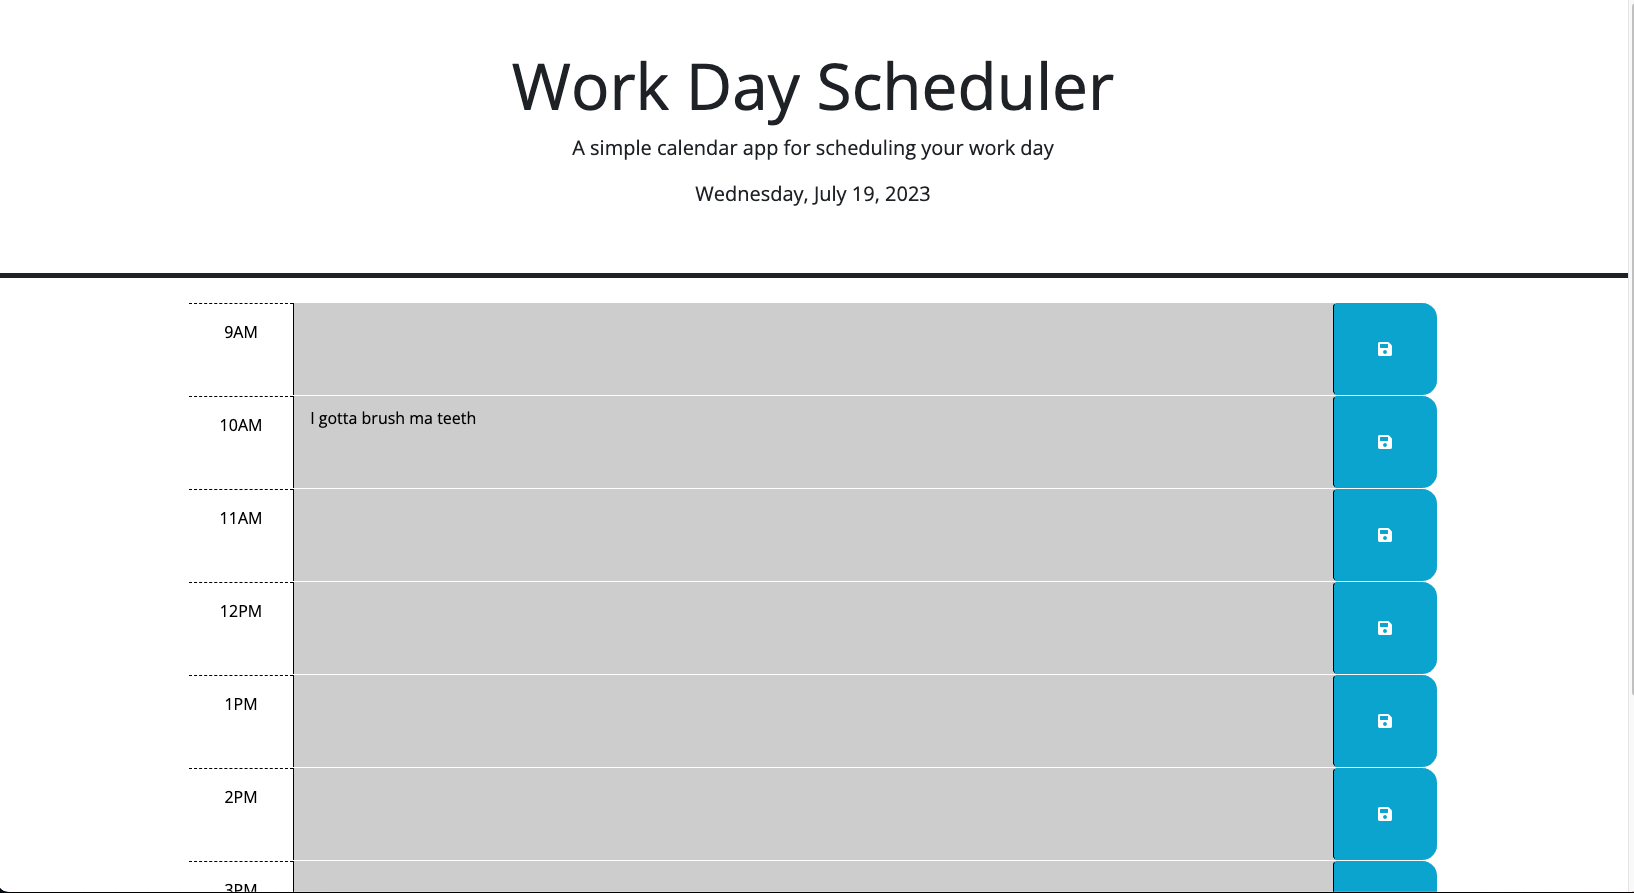 Work Day Scheduler
A simple calendar app for scheduling your work day
Wednesday, July 19, 2023
9AM
10AM
I gotta brush ma teeth
11AM
12PM
1PM
2PM
3PM